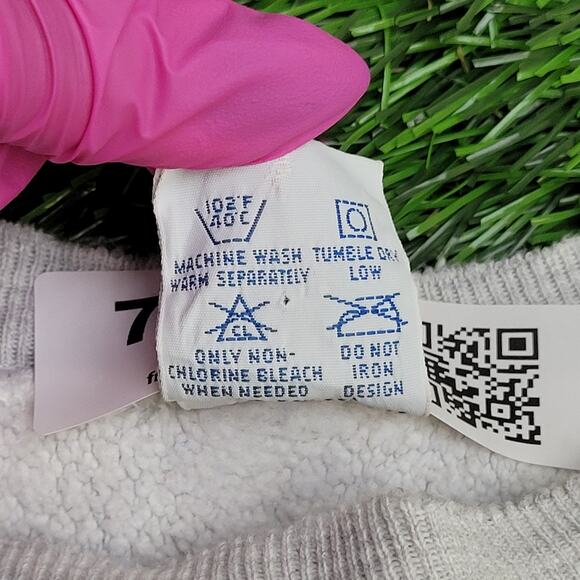 102°F
40°C
MACHINE WASH
WARM SEPARATELY
TUMBLE DRY
LOW
CL
ONLY NON-
CHLORINE BLEACH
WHEN NEEDED
DO NOT
IRON
DESIGN
7